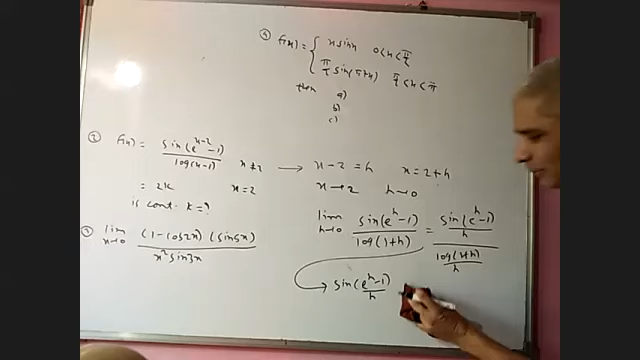 ④ f(x) = { x sinx   0<x<π/2
π/2 sin(π+x)   π/2<x<π
then a)
b)
c)
② f(x) = sin(e^(x-2) -1) / log(x-1)   x≠2 → x-2 = h   x = 2+h
= 2k   x=2   x→2   h→0
is cont. k=?
lim h→0 sin(e^h -1) / log(1+h) = (sin(e^h -1) / h) / (log(1+h) / h)
③ lim x→0 (1-cos2x) (sin5x) / x² sin3x
→ sin(e^h -1) / h